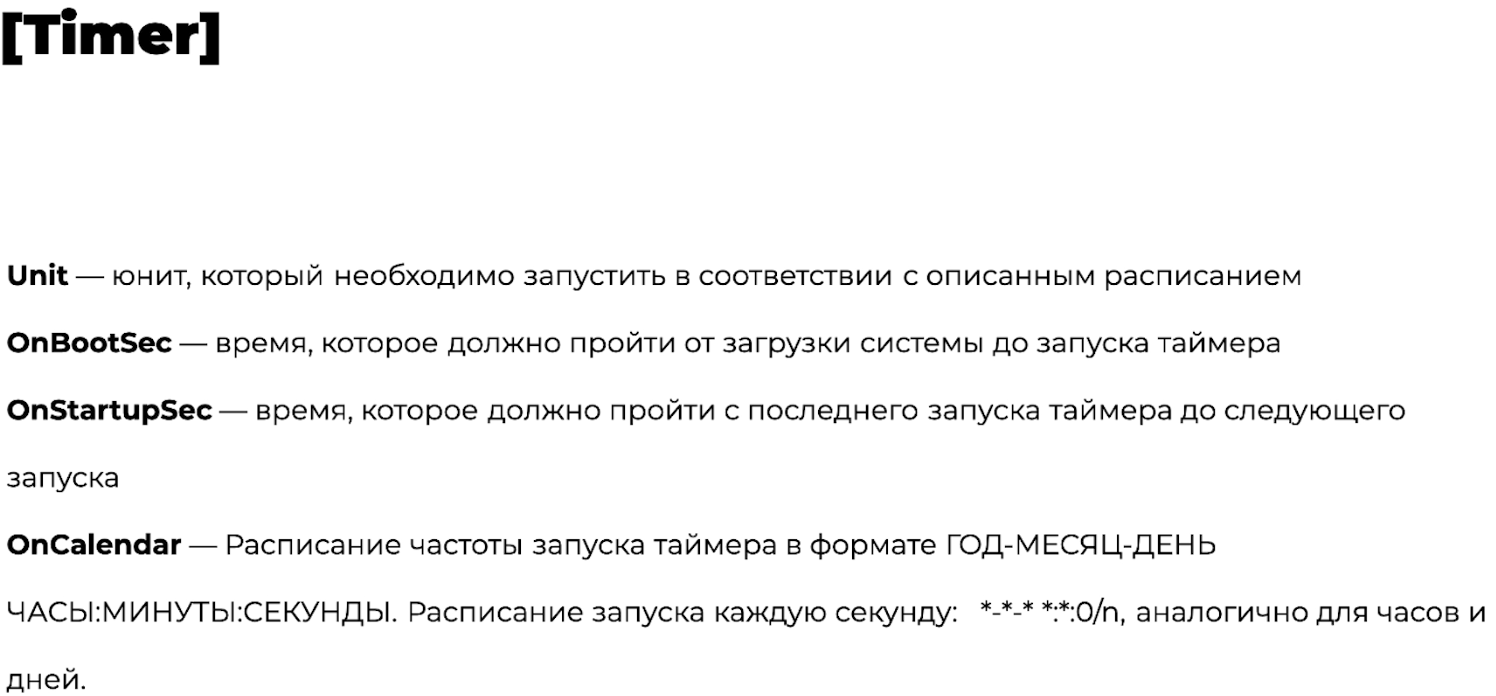 [Timer]
Unit — юнит, который необходимо запустить в соответствии с описанным расписанием
OnBootSec — время, которое должно пройти от загрузки системы до запуска таймера
OnStartupSec — время, которое должно пройти с последнего запуска таймера до следующего
запуска
OnCalendar — Расписание частоты запуска таймера в формате ГОД-МЕСЯЦ-ДЕНЬ
ЧАСЫ:МИНУТЫ:СЕКУНДЫ. Расписание запуска каждую секунду: *-*-* *:*:0/n, аналогично для часов и
дней.